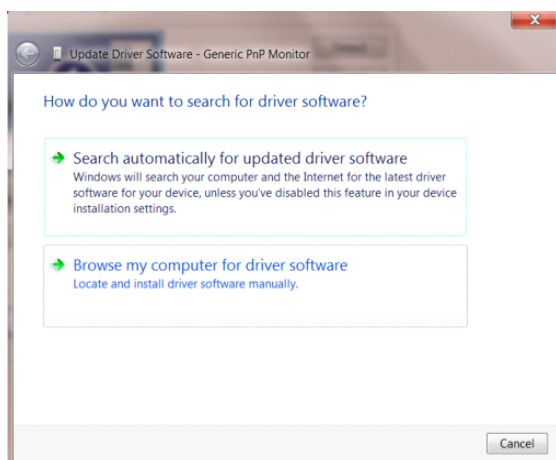 Update Driver Software - Generic PnP Monitor
How do you want to search for driver software?
Search automatically for updated driver software
Windows will search your computer and the Internet for the latest driver
software for your device, unless you've disabled this feature in your device
installation settings.
Browse my computer for driver software
Locate and install driver software manually.
Cancel